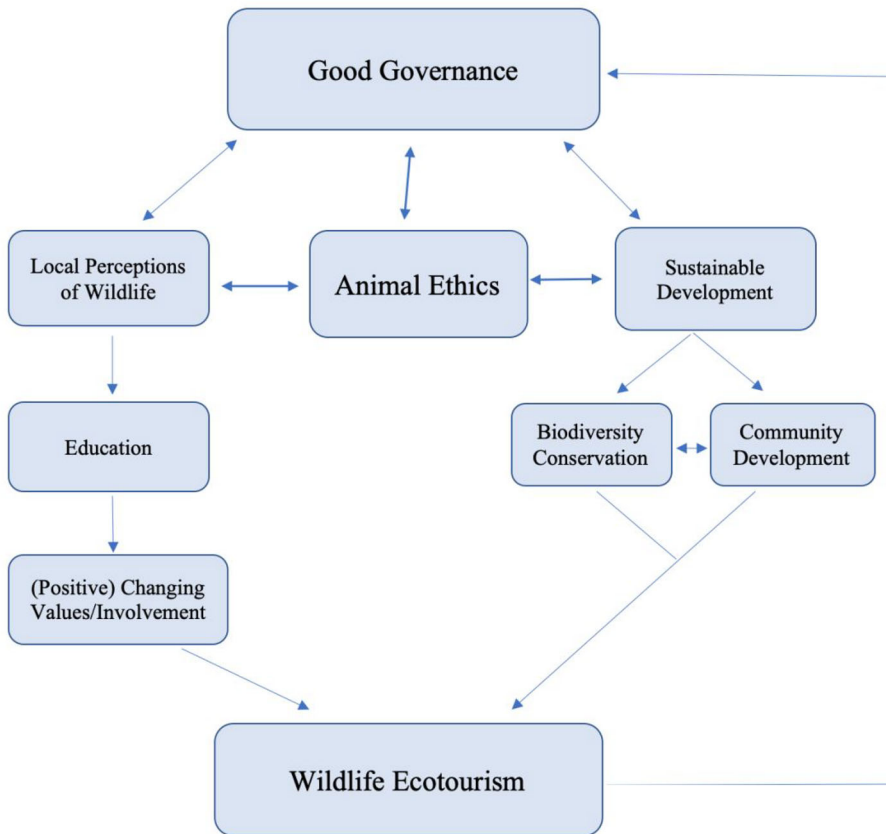 Good Governance
Local Perceptions
of Wildlife
Animal Ethics
Sustainable
Development
Education
Biodiversity
Conservation
Community
Development
(Positive) Changing
Values/Involvement
Wildlife Ecotourism